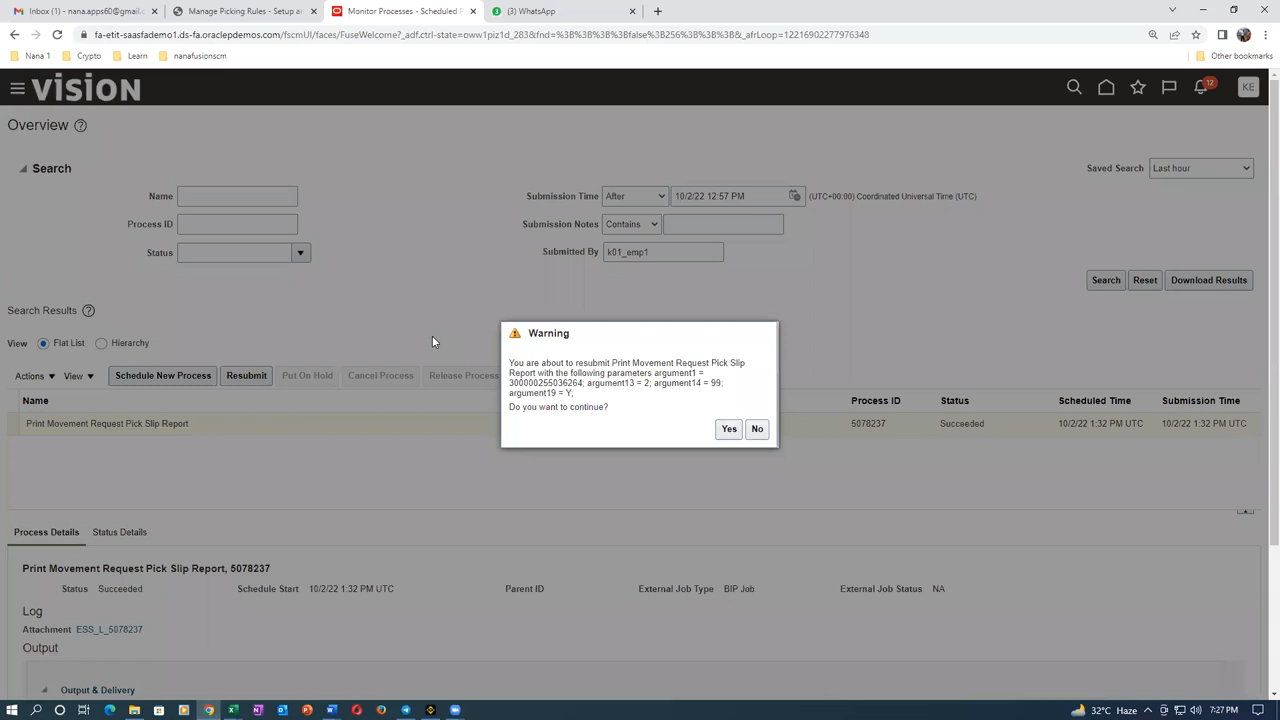 Inbox (1) - nana.apps60@gmail.
Manage Picking Rules - Setup an
Monitor Processes - Scheduled P
(3) WhatsApp
fa-etit-saasfademo1.ds-fa.oraclepdemos.com/fscmUI/faces/FuseWelcome?_adf.ctrl-state=oww1piz1d_283&fnd=%3B%3B%3B%3Bfalse%3B256%3B%3B%3B&_afrLoop=12216902277976348
Nana 1
Crypto
Learn
nanafusionscm
Other bookmarks
VISION
12
KE
Overview
Search
Saved Search Last hour
Name
Submission Time After 10/2/22 12:57 PM (UTC+00:00) Coordinated Universal Time (UTC)
Process ID
Submission Notes Contains
Status
Submitted By k01_emp1
Search Reset Download Results
Search Results
View Flat List Hierarchy
Actions View Schedule New Process Resubmit Put On Hold Cancel Process Release Process
Warning
You are about to resubmit Print Movement Request Pick Slip
Report with the following parameters argument1 =
300000255036264; argument13 = 2; argument14 = 99;
argument19 = Y;
Do you want to continue?
Yes No
Name Process ID Status Scheduled Time Submission Time
Print Movement Request Pick Slip Report 5078237 Succeeded 10/2/22 1:32 PM UTC 10/2/22 1:32 PM UTC
Process Details Status Details
Print Movement Request Pick Slip Report, 5078237
Status Succeeded Schedule Start 10/2/22 1:32 PM UTC Parent ID External Job Type BIP Job External Job Status NA
Log
Attachment ESS_L_5078237
Output
Output & Delivery
32°C Haze
7:27 PM